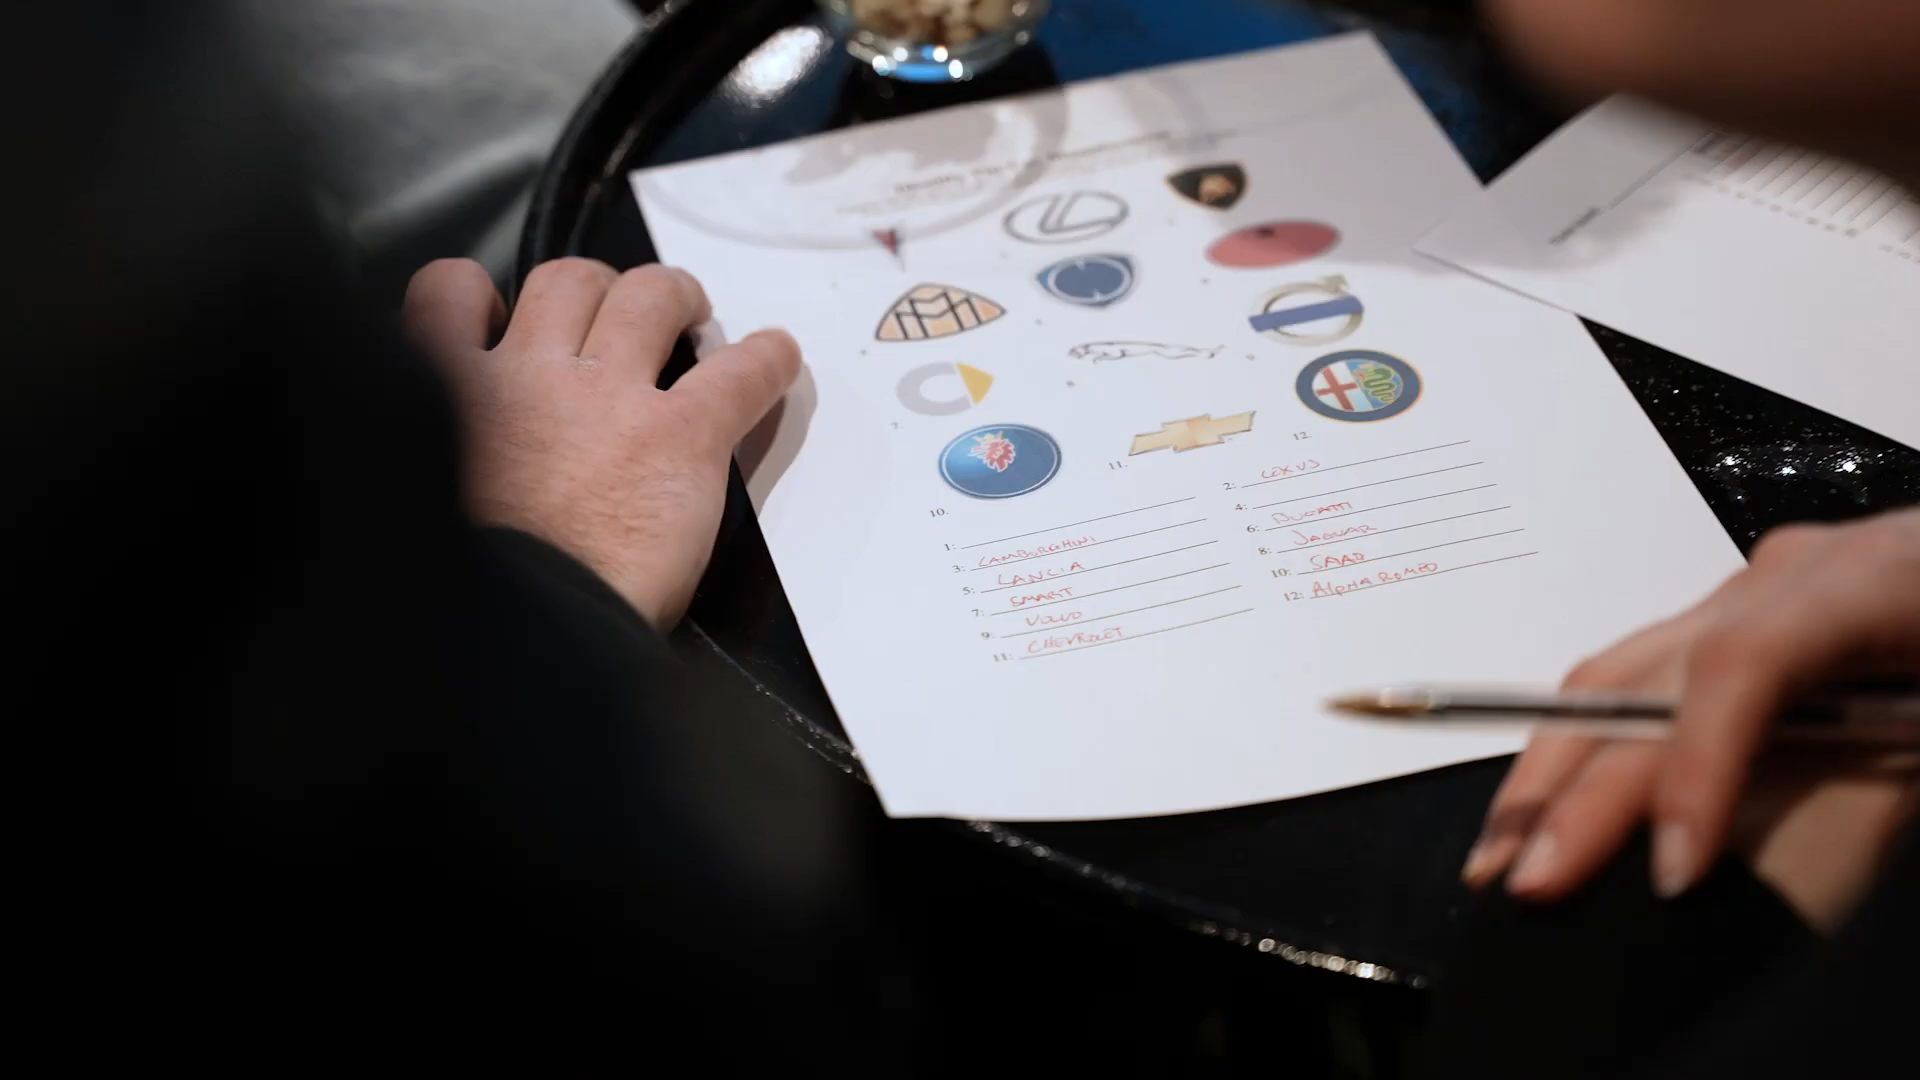 7.
10.
11.
12.
1:
3: LAMBORGHINI
5: LANCIA
7: SMART
9: VOLVO
11: CHEVROLET
2: LEXUS
4:
6: BUGATTI
8: JAGUAR
10: SAAB
12: ALPHA ROMEO